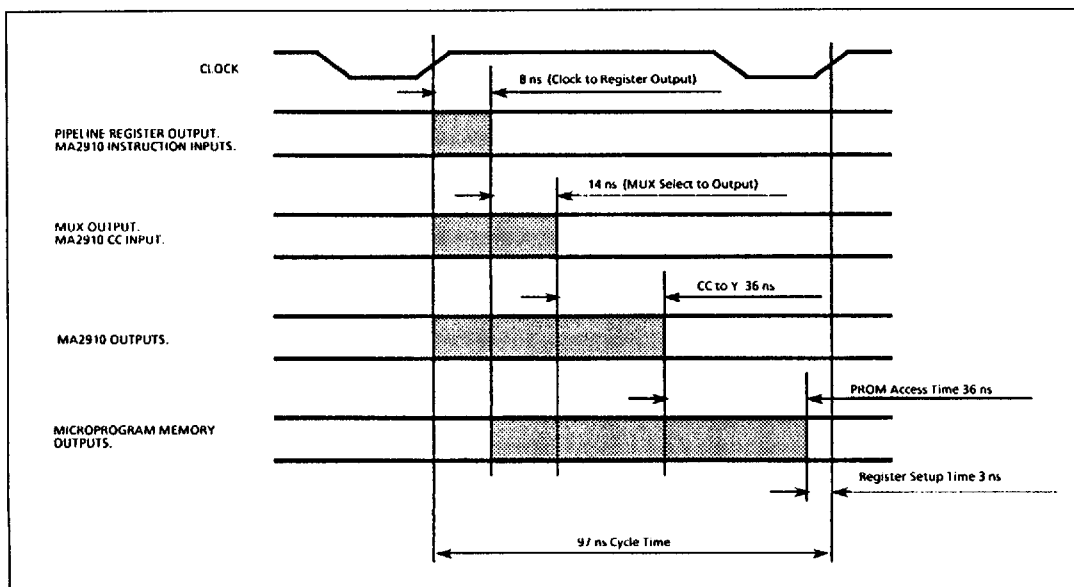 CLOCK
8 ns (Clock to Register Output)
PIPELINE REGISTER OUTPUT.
MA2910 INSTRUCTION INPUTS.
14 ns (MUX Select to Output)
MUX OUTPUT.
MA2910 CC INPUT.
CC to Y 36 ns
MA2910 OUTPUTS.
PROM Access Time 36 ns
MICROPROGRAM MEMORY
OUTPUTS.
Register Setup Time 3 ns
97 ns Cycle Time